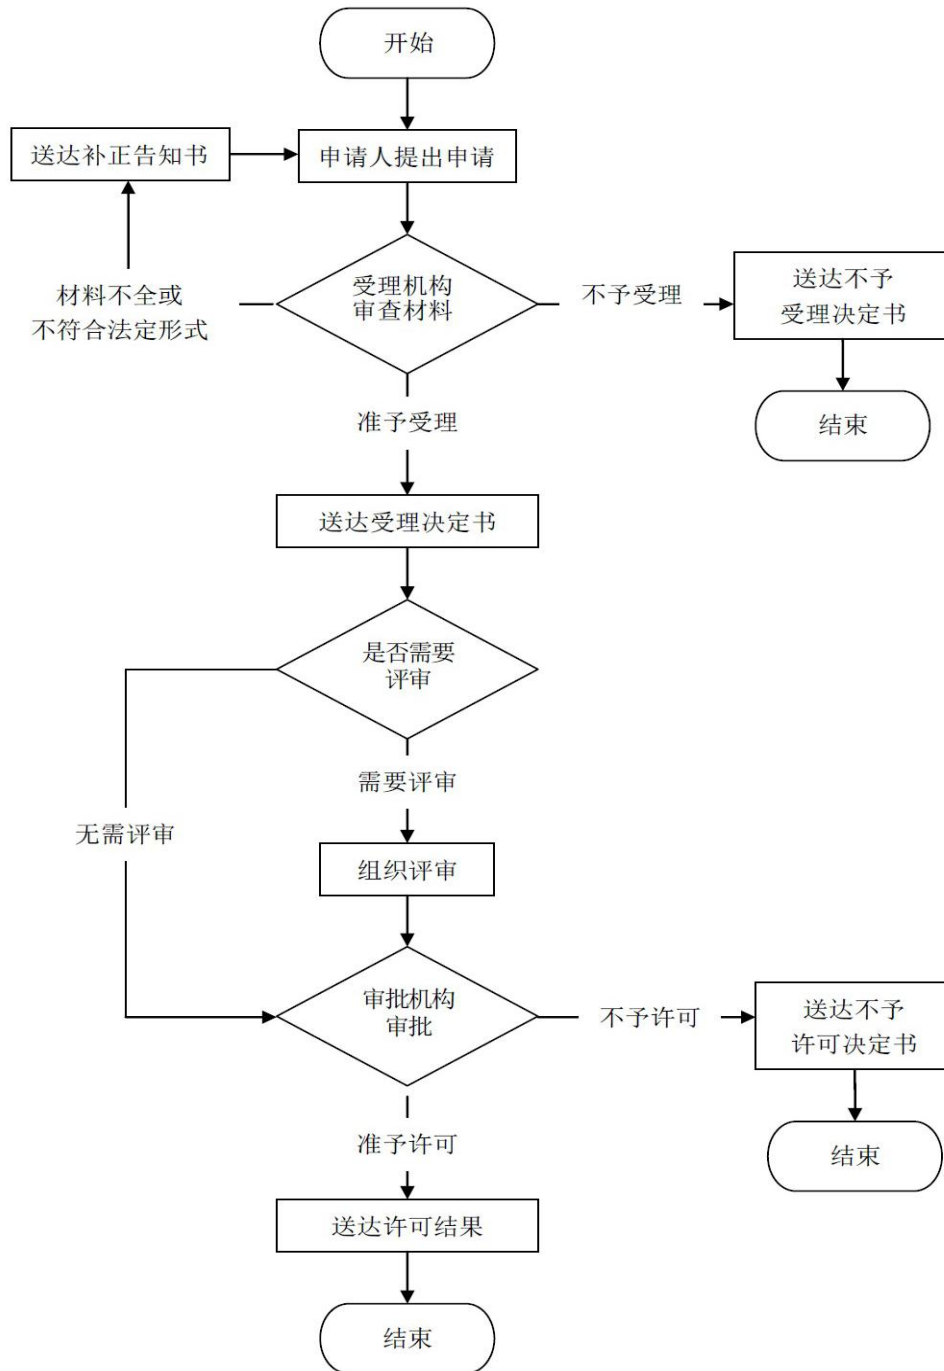 开始
送达补正告知书
申请人提出申请
材料不全或
不符合法定形式
受理机构
审查材料
不予受理
送达不予
受理决定书
结束
准予受理
送达受理决定书
是否需要
评审
需要评审
无需评审
组织评审
审批机构
审批
不予许可
送达不予
许可决定书
结束
准予许可
送达许可结果
结束